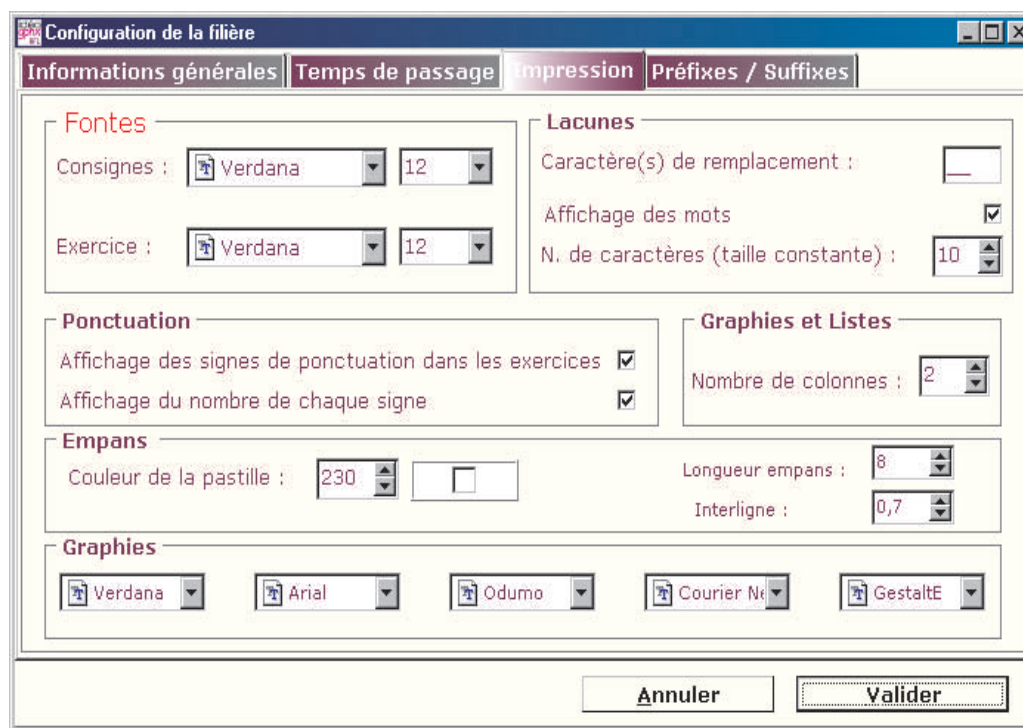 Configuration de la filière
Informations générales Temps de passage Impression Préfixes / Suffixes
Fontes
Consignes : Verdana 12
Exercice : Verdana 12
Lacunes
Caractère(s) de remplacement : __
Affichage des mots
N. de caractères (taille constante) : 10
Ponctuation
Affichage des signes de ponctuation dans les exercices
Affichage du nombre de chaque signe
Graphies et Listes
Nombre de colonnes : 2
Empans
Couleur de la pastille : 230
Longueur empans : 8
Interligne : 0,7
Graphies
Verdana Arial Odumo Courier Ne GestaltE
Annuler Valider